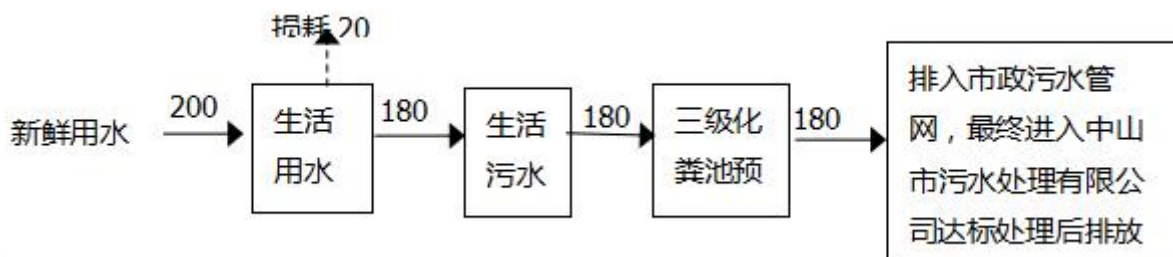 损耗 20
新鲜用水
200
生活
用水
180
生活
污水
180
三级化
粪池预
180
排入市政污水管
网，最终进入中山
市污水处理有限公
司达标处理后排放